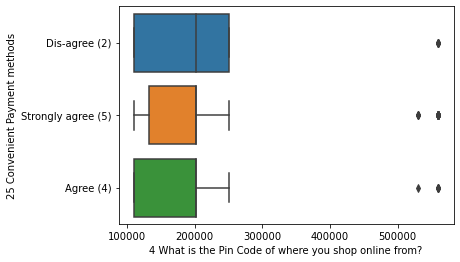 25 Convenient Payment methods
Dis-agree (2)
Strongly agree (5)
Agree (4)
100000 200000 300000 400000 500000
4 What is the Pin Code of where you shop online from?